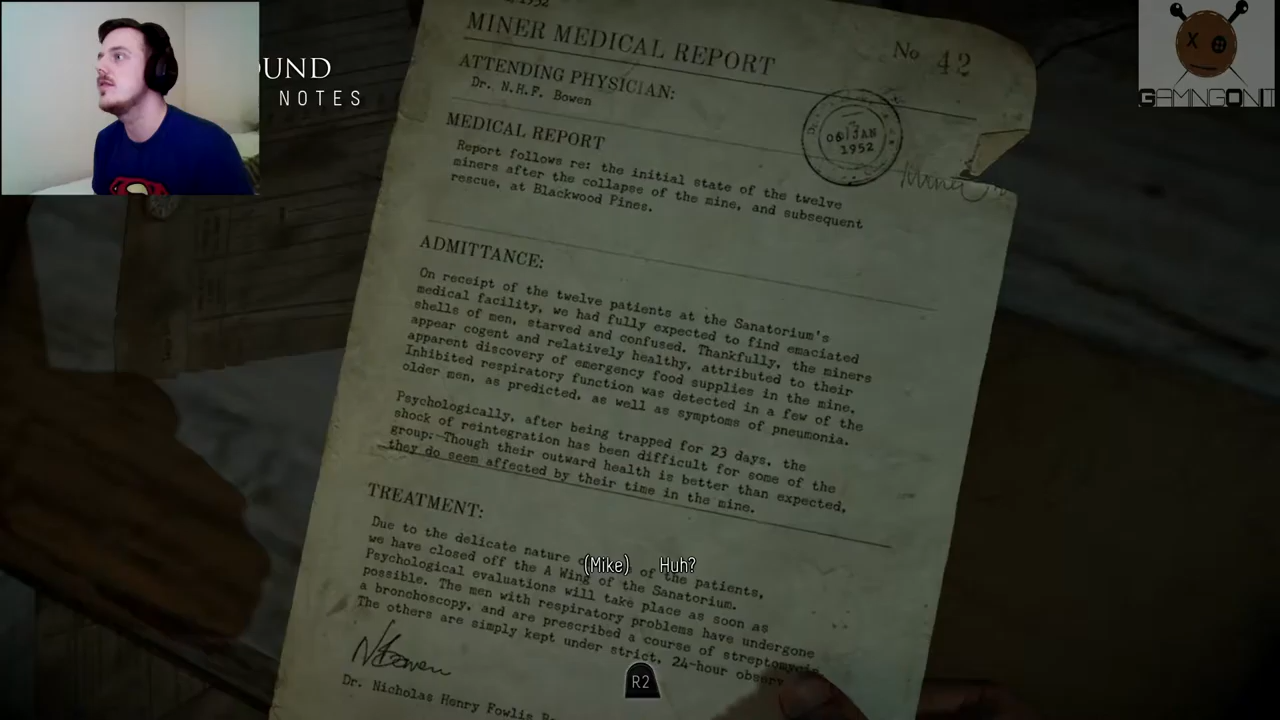 OUND
NOTES
GAMINGONIT
1952
MINER MEDICAL REPORT
No 42
ATTENDING PHYSICIAN:
Dr. N.H.F. Bowen
JAN
1952
MEDICAL REPORT
Report follows re: the initial state of the twelve
miners after the collapse of the mine, and subsequent
rescue, at Blackwood Pines.
ADMITTANCE:
On receipt of the twelve patients at the Sanatorium's
medical facility, we had fully expected to find emaciated
shells of men, starved and confused. Thankfully, the miners
appear cogent and relatively healthy, attributed to their
apparent discovery of emergency food supplies in the mine.
Inhibited respiratory function was detected in a few of the
older men, as predicted, as well as symptoms of pneumonia.
Psychologically, after being trapped for 23 days, the
shock of reintegration has been difficult for some of the
group. Though their outward health is better than expected,
they do seem affected by their time in the mine.
TREATMENT:
Due to the delicate nature of the patients,
we have closed off the A Wing of the Sanatorium.
Psychological evaluations will take place as soon as
possible. The men with respiratory problems have undergone
a bronchoscopy, and are prescribed a course of streptomycin
The others are simply kept under strict, 24-hour observ
NBowen
Dr. Nicholas Henry Fowlis
(Mike) Huh?
R2